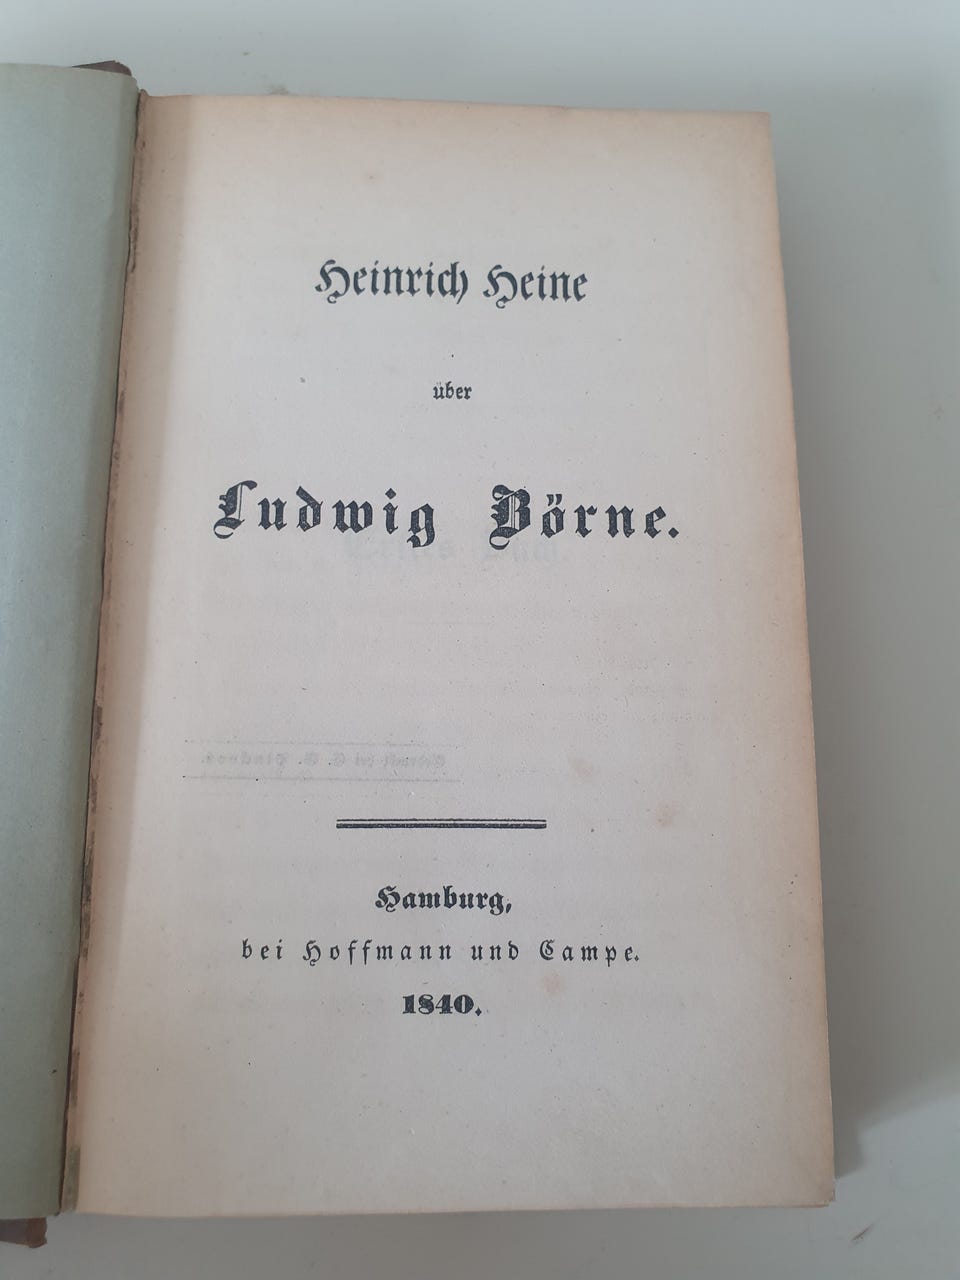 Heinrich Heine
über
Ludwig Börne.
Hamburg,
bei Hoffmann und Campe.
1840.